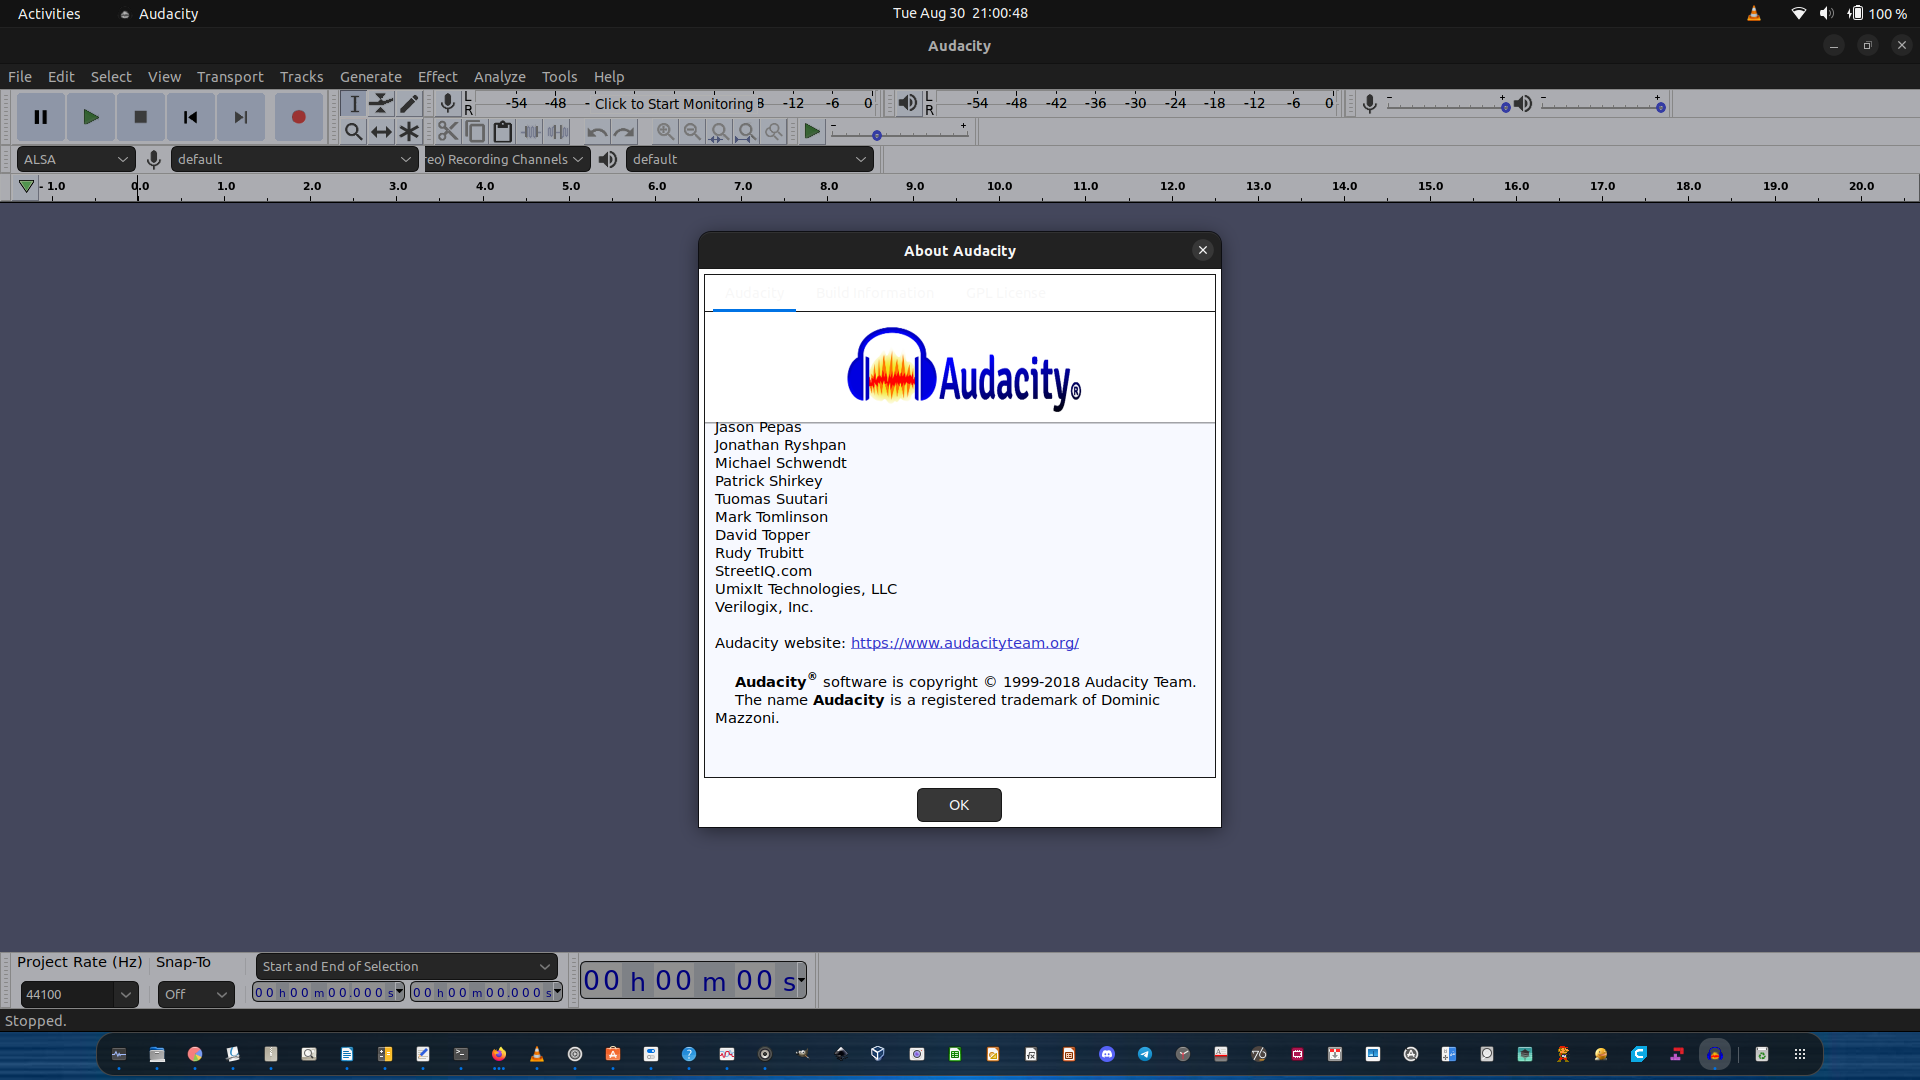 Activities Audacity Tue Aug 30 21:00:48 100 %
Audacity
File Edit Select View Transport Tracks Generate Effect Analyze Tools Help
L R -54 -48 - Click to Start Monitoring 8 -12 -6 0 L R -54 -48 -42 -36 -30 -24 -18 -12 -6 0 - + - +
- +
ALSA default reo) Recording Channels default
- 1.0 0.0 1.0 2.0 3.0 4.0 5.0 6.0 7.0 8.0 9.0 10.0 11.0 12.0 13.0 14.0 15.0 16.0 17.0 18.0 19.0 20.0
About Audacity
Audacity Build Information GPL License
Audacity®
Jason Pepas
Jonathan Ryshpan
Michael Schwendt
Patrick Shirkey
Tuomas Suutari
Mark Tomlinson
David Topper
Rudy Trubitt
StreetIQ.com
UmixIt Technologies, LLC
Verilogix, Inc.
Audacity website: https://www.audacityteam.org/
Audacity® software is copyright © 1999-2018 Audacity Team.
The name Audacity is a registered trademark of Dominic
Mazzoni.
OK
Project Rate (Hz) Snap-To Start and End of Selection
44100 Off 00 h 00 m 00.000 s 00 h 00 m 00.000 s 00 h 00 m 00 s
Stopped.